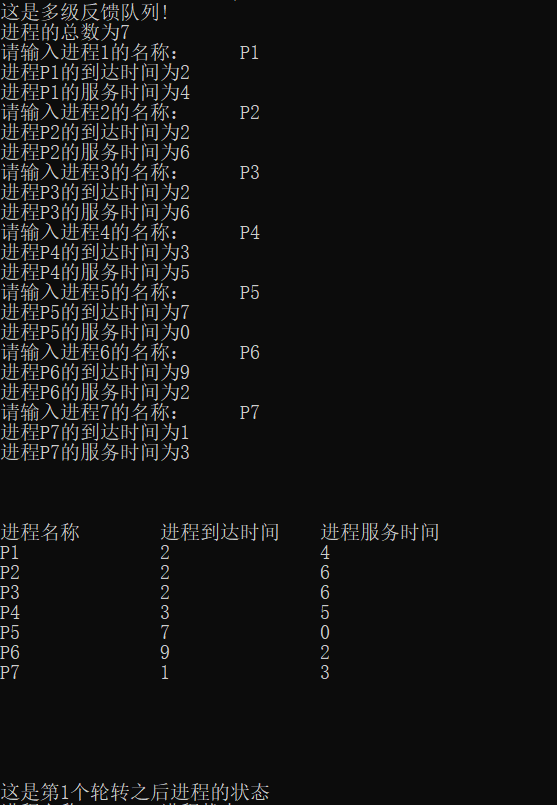 这是多级反馈队列!
进程的总数为7
请输入进程1的名称: P1
进程P1的到达时间为2
进程P1的服务时间为4
请输入进程2的名称: P2
进程P2的到达时间为2
进程P2的服务时间为6
请输入进程3的名称: P3
进程P3的到达时间为2
进程P3的服务时间为6
请输入进程4的名称: P4
进程P4的到达时间为3
进程P4的服务时间为5
请输入进程5的名称: P5
进程P5的到达时间为7
进程P5的服务时间为0
请输入进程6的名称: P6
进程P6的到达时间为9
进程P6的服务时间为2
请输入进程7的名称: P7
进程P7的到达时间为1
进程P7的服务时间为3
进程名称 进程到达时间 进程服务时间
P1 2 4
P2 2 6
P3 2 6
P4 3 5
P5 7 0
P6 9 2
P7 1 3
这是第1个轮转之后进程的状态